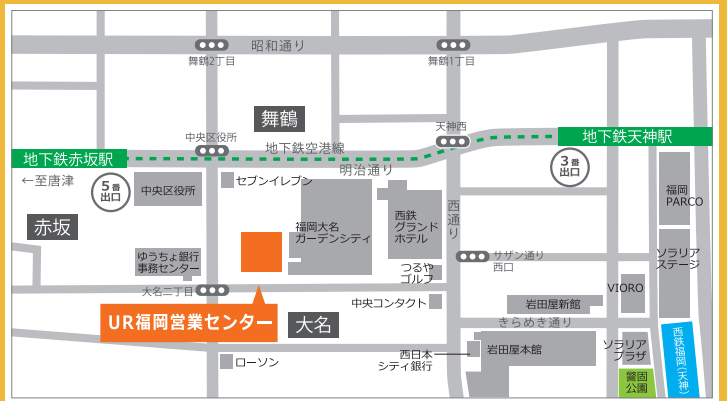 昭和通り
舞鶴2丁目
舞鶴1丁目
舞鶴
天神西
中央区役所
地下鉄空港線
地下鉄天神駅
地下鉄赤坂駅
明治通り
←至唐津
5番
出口
3番
出口
中央区役所
セブンイレブン
福岡
PARCO
赤坂
西通り
西鉄
グランド
ホテル
福岡大名
ガーデンシティ
ゆうちょ銀行
事務センター
サザン通り
西口
ソラリア
ステージ
つるや
ゴルフ
大名二丁目
VIORO
中央コンタクト
岩田屋新館
UR福岡営業センター
大名
きらめき通り
西日本
シティ銀行
岩田屋本館
ソラリア
プラザ
西鉄福岡(天神)
ローソン
警固
公園